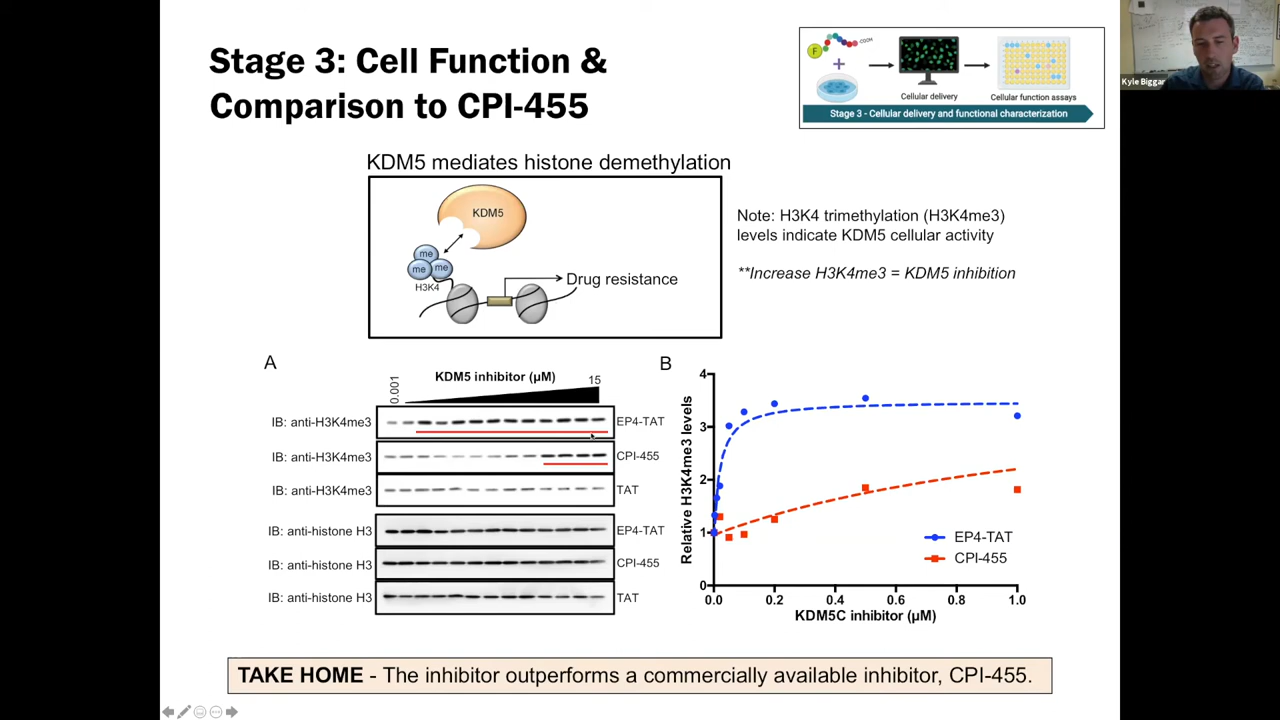 Stage 3: Cell Function &
Comparison to CPI-455
F
COOH
+
Cellular delivery
Cellular function assays
Stage 3 - Cellular delivery and functional characterization
Kyle Biggar
KDM5 mediates histone demethylation
KDM5
me
me
me
H3K4
Drug resistance
Note: H3K4 trimethylation (H3K4me3)
levels indicate KDM5 cellular activity
**Increase H3K4me3 = KDM5 inhibition
A
0.001
KDM5 inhibitor (µM)
15
IB: anti-H3K4me3
EP4-TAT
IB: anti-H3K4me3
CPI-455
IB: anti-H3K4me3
TAT
IB: anti-histone H3
EP4-TAT
IB: anti-histone H3
CPI-455
IB: anti-histone H3
TAT
B
Relative H3K4me3 levels
4
3
2
1
0
0.0
0.2
0.4
0.6
0.8
1.0
KDM5C inhibitor (µM)
EP4-TAT
CPI-455
TAKE HOME - The inhibitor outperforms a commercially available inhibitor, CPI-455.